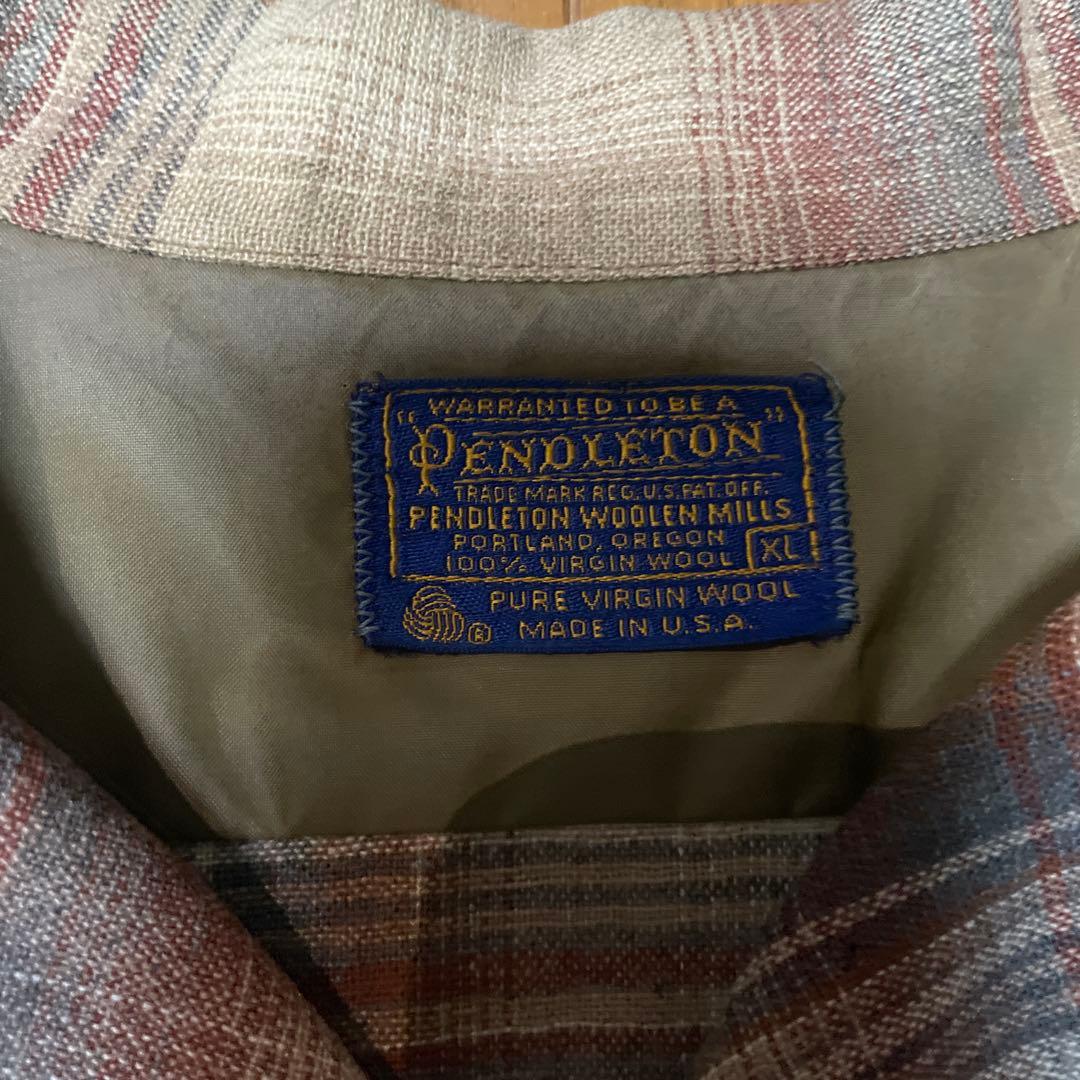 WARRANTED TO BE A
"PENDLETON"
TRADE MARK REG. U.S. PAT. OFF.
PENDLETON WOOLEN MILLS
PORTLAND, OREGON
100% VIRGIN WOOL XL
PURE VIRGIN WOOL
® MADE IN U.S.A.